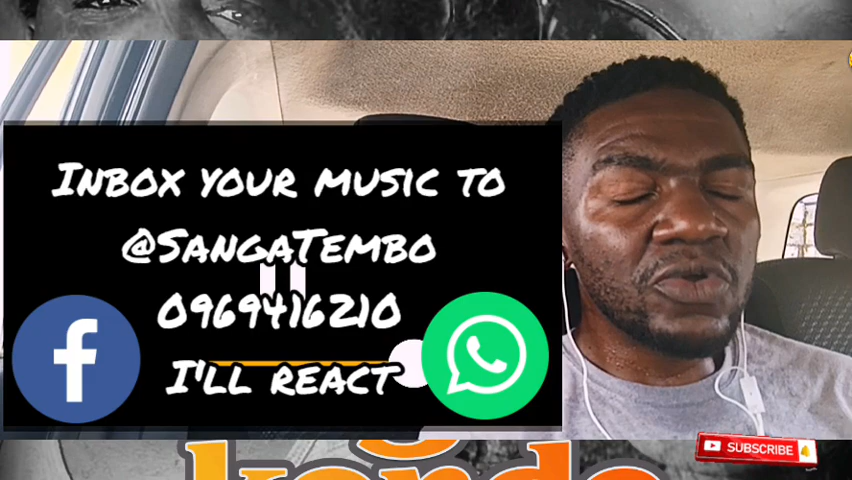 INBOX YOUR MUSIC TO
@SANGATEMBO
0969416210
I'LL REACT
SUBSCRIBE